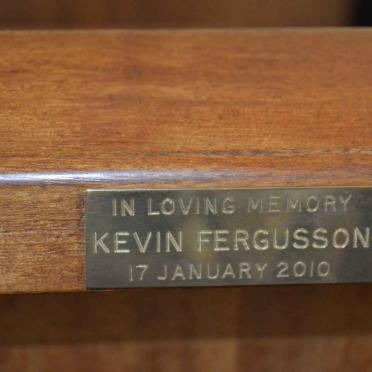 IN LOVING MEMORY
KEVIN FERGUSSON
17 JANUARY 2010